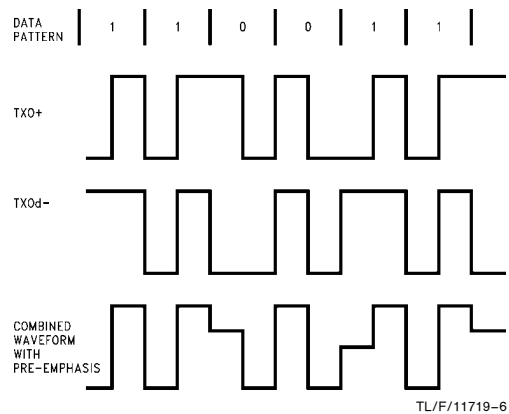 DATA
PATTERN
1 1 0 0 1 1
TXO+
TXOd-
COMBINED
WAVEFORM
WITH
PRE-EMPHASIS
TL/F/11719-6